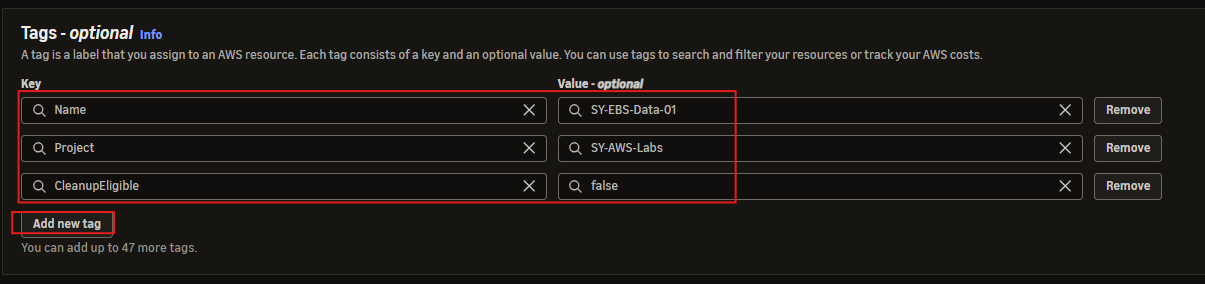 Tags - optional Info
A tag is a label that you assign to an AWS resource. Each tag consists of a key and an optional value. You can use tags to search and filter your resources or track your AWS costs.
Key Value - optional
Name SY-EBS-Data-01 Remove
Project SY-AWS-Labs Remove
CleanupEligible false Remove
Add new tag
You can add up to 47 more tags.